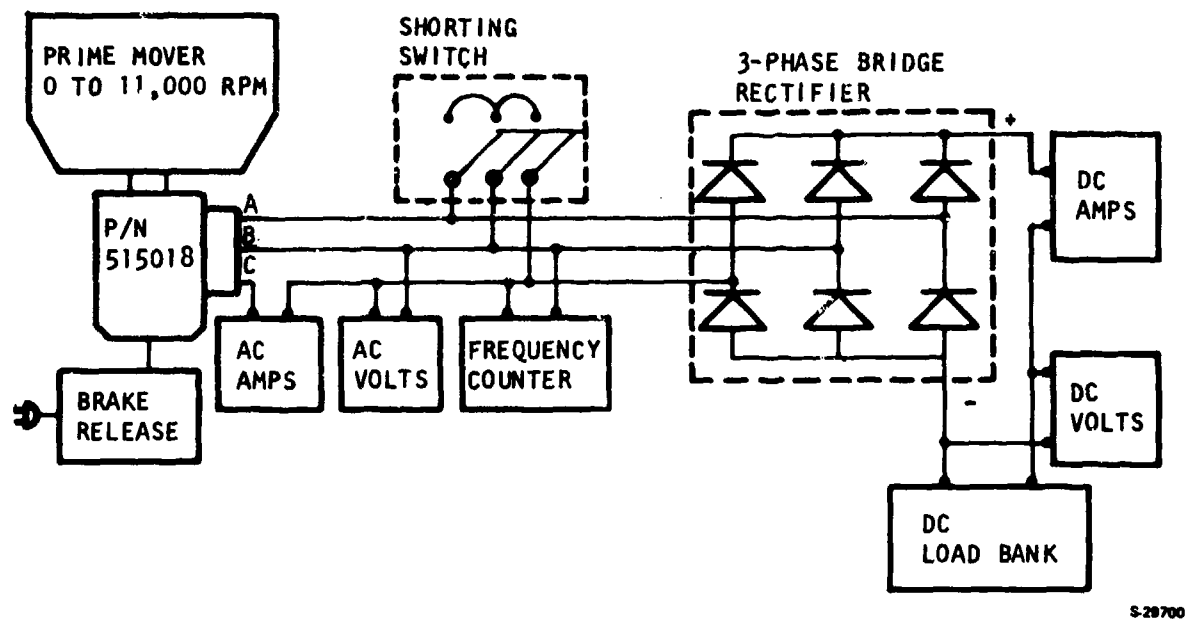 PRIME MOVER
0 TO 11,000 RPM
SHORTING
SWITCH
3-PHASE BRIDGE
RECTIFIER
+
DC
AMPS
P/N
515018
A
B
C
AC
AMPS
AC
VOLTS
FREQUENCY
COUNTER
BRAKE
RELEASE
-
DC
VOLTS
DC
LOAD BANK
S-29700